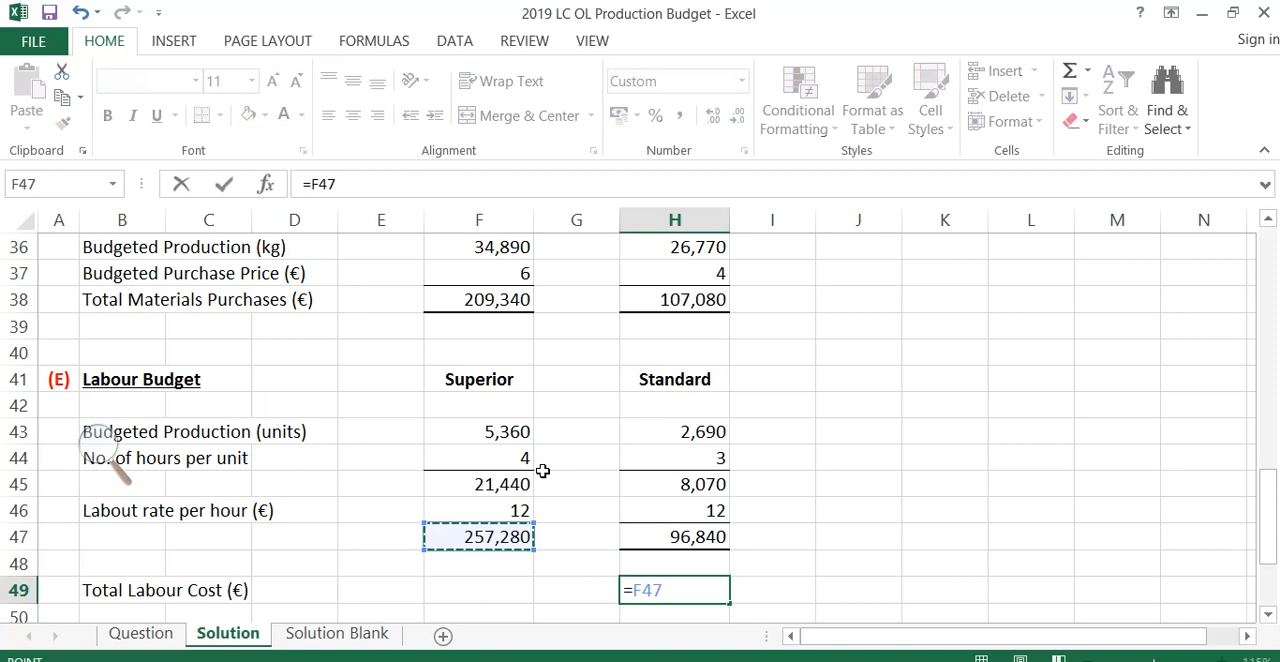 2019 LC OL Production Budget - Excel
?
FILE HOME INSERT PAGE LAYOUT FORMULAS DATA REVIEW VIEW Sign in
Paste
11
Wrap Text
Merge & Center
Custom
%
Conditional Formatting
Format as Table
Cell Styles
Insert
Delete
Format
Sort & Filter
Find & Select
B I U A
Clipboard Font Alignment Number Styles Cells Editing
F47 fx =F47
A B C D E F G H I J K L M N
36 Budgeted Production (kg) 34,890 26,770
37 Budgeted Purchase Price (€) 6 4
38 Total Materials Purchases (€) 209,340 107,080
39
40
41 (E) Labour Budget Superior Standard
42
43 Budgeted Production (units) 5,360 2,690
44 No. of hours per unit 4 3
45 21,440 8,070
46 Labout rate per hour (€) 12 12
47 257,280 96,840
48
49 Total Labour Cost (€) =F47
50
Question Solution Solution Blank
POINT 115%